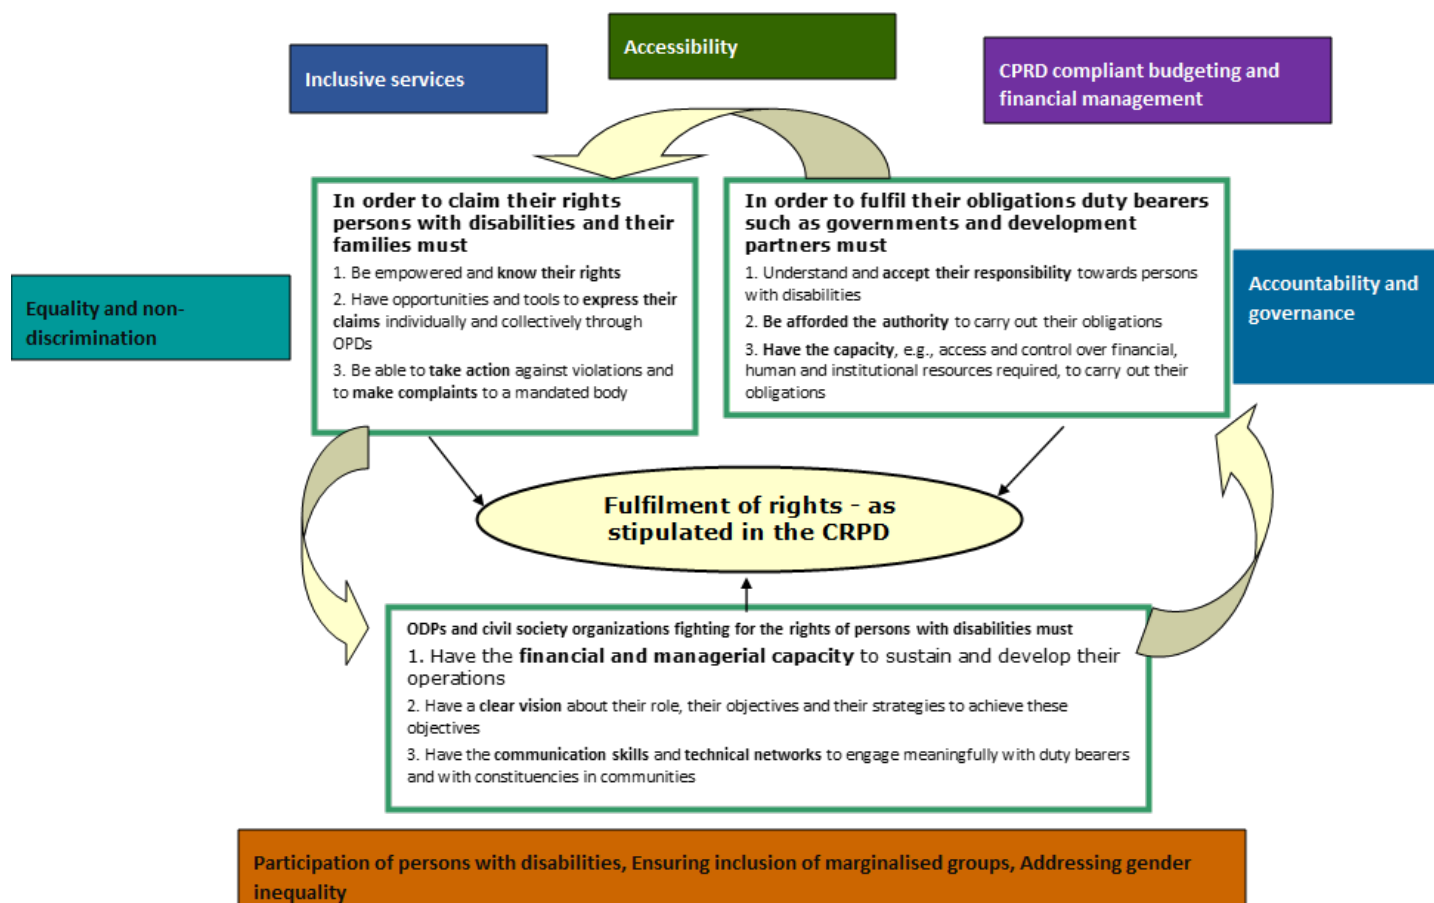 Accessibility
Inclusive services
CPRD compliant budgeting and
financial management
In order to claim their rights
persons with disabilities and their
families must
1. Be empowered and know their rights
2. Have opportunities and tools to express their
claims individually and collectively through
OPDs
3. Be able to take action against violations and
to make complaints to a mandated body
In order to fulfil their obligations duty bearers
such as governments and development
partners must
1. Understand and accept their responsibility towards persons
with disabilities
2. Be afforded the authority to carry out their obligations
3. Have the capacity, e.g., access and control over financial,
human and institutional resources required, to carry out their
obligations
Equality and non-
discrimination
Accountability and
governance
Fulfilment of rights - as
stipulated in the CRPD
ODPs and civil society organizations fighting for the rights of persons with disabilities must
1. Have the financial and managerial capacity to sustain and develop their
operations
2. Have a clear vision about their role, their objectives and their strategies to achieve these
objectives
3. Have the communication skills and technical networks to engage meaningfully with duty bearers
and with constituencies in communities
Participation of persons with disabilities, Ensuring inclusion of marginalised groups, Addressing gender
inequality